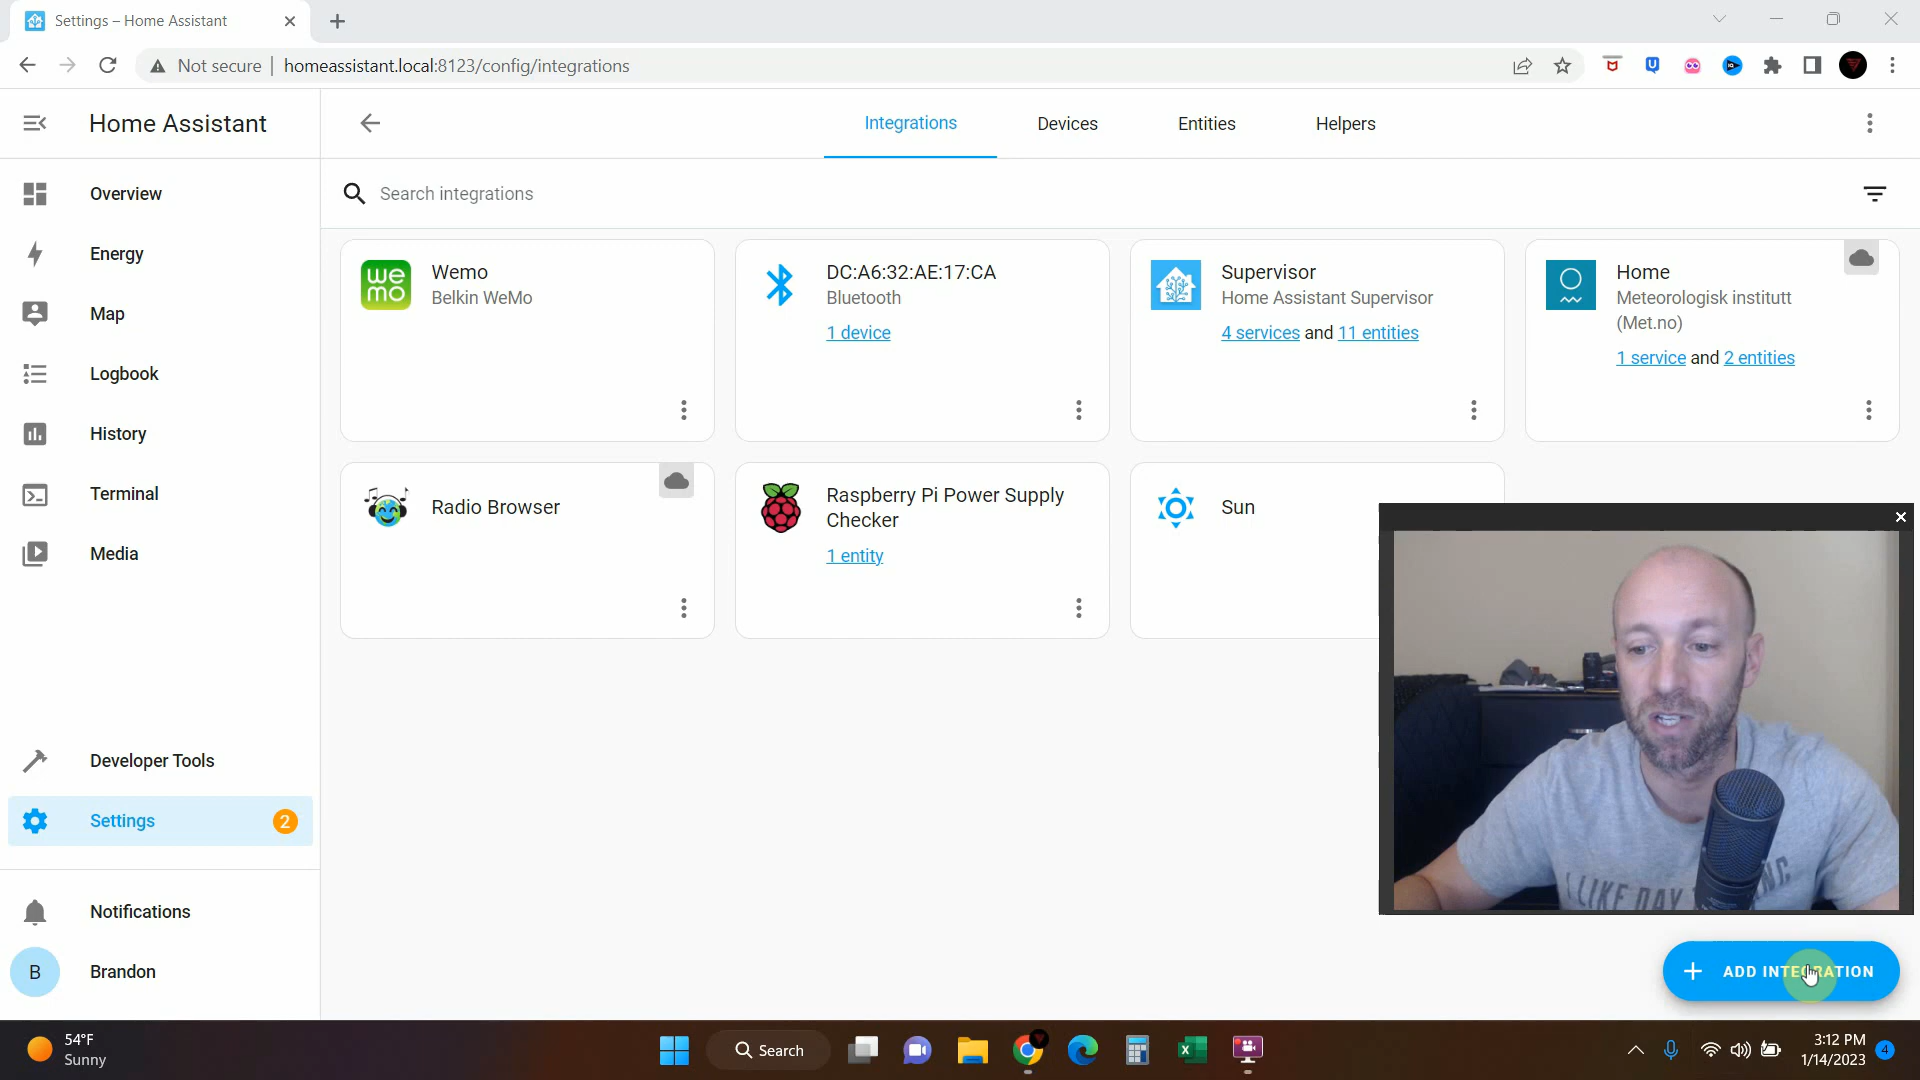 Settings – Home Assistant
Not secure
homeassistant.local:8123/config/integrations
Home Assistant
Integrations
Devices
Entities
Helpers
Overview
Search integrations
Energy
Map
Logbook
History
Terminal
Media
we
mo
Wemo
Belkin WeMo
DC:A6:32:AE:17:CA
Bluetooth
1 device
Supervisor
Home Assistant Supervisor
4 services and 11 entities
Home
Meteorologisk institutt
(Met.no)
1 service and 2 entities
Radio Browser
Raspberry Pi Power Supply
Checker
1 entity
Sun
I LIKE DAY
Developer Tools
Settings
2
Notifications
B
Brandon
ADD INTEGRATION
54°F
Sunny
Search
3:12 PM
1/14/2023
4